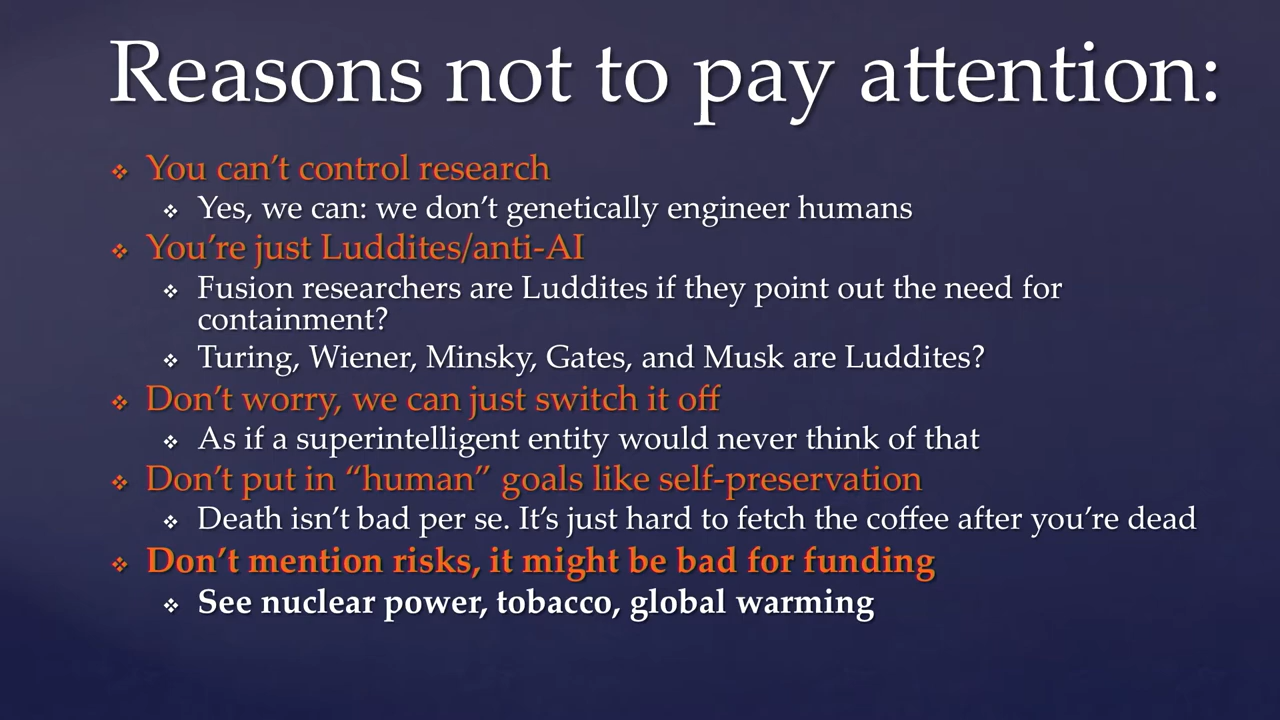 Reasons not to pay attention:
❖ You can’t control research
❖ Yes, we can: we don’t genetically engineer humans
❖ You’re just Luddites/anti-AI
❖ Fusion researchers are Luddites if they point out the need for
containment?
❖ Turing, Wiener, Minsky, Gates, and Musk are Luddites?
❖ Don’t worry, we can just switch it off
❖ As if a superintelligent entity would never think of that
❖ Don’t put in “human” goals like self-preservation
❖ Death isn’t bad per se. It’s just hard to fetch the coffee after you’re dead
❖ Don’t mention risks, it might be bad for funding
❖ See nuclear power, tobacco, global warming